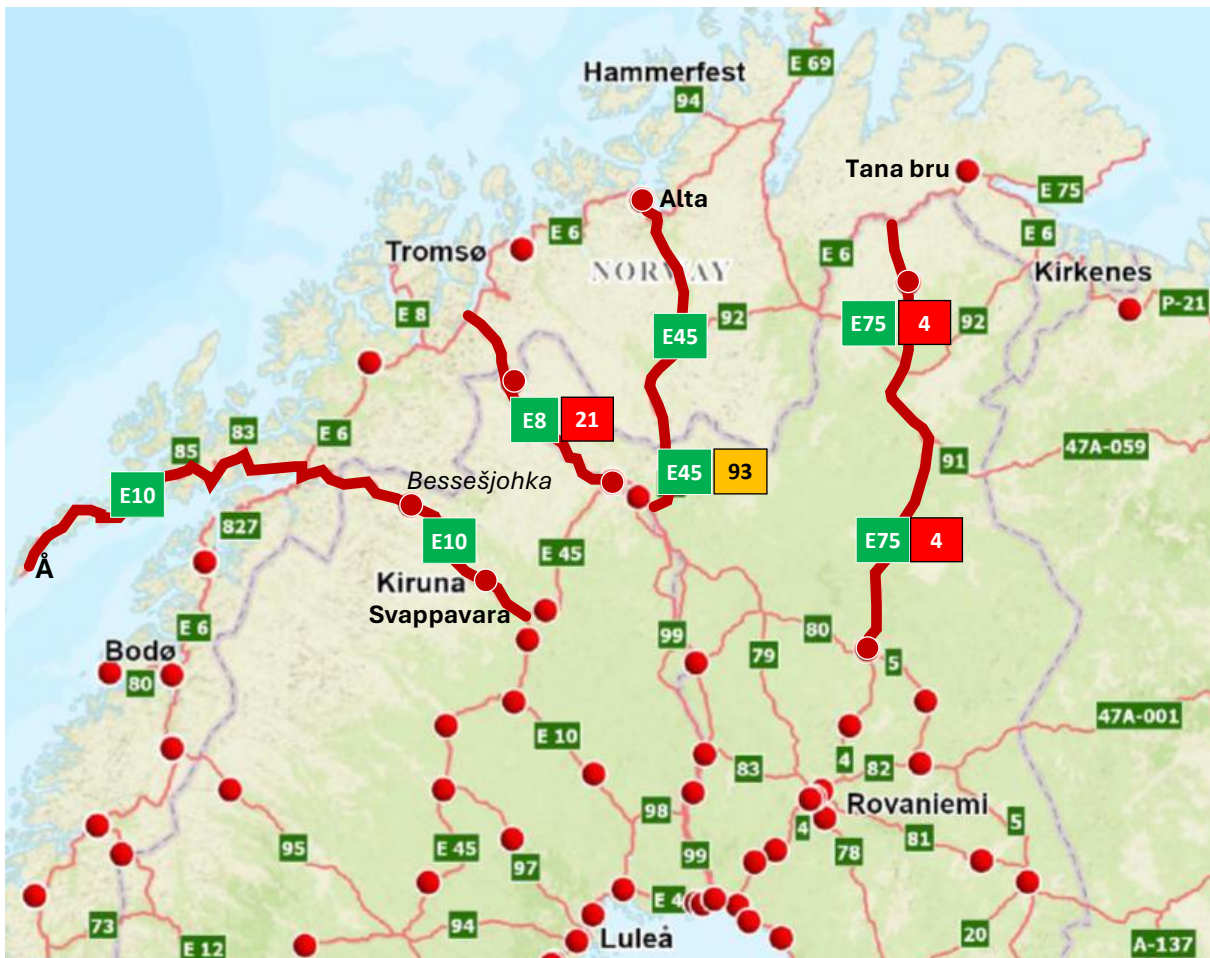 E 69
Hammerfest
94
Tana bru
E 75
Alta
E 6
E 6
Tromsø
E 6
NORWAY
Kirkenes
P-21
E 8
E45
92
E75
4
92
E8
21
83
E 6
85
47A-059
91
Bessešjohka
E45
93
E10
827
E10
E75
4
E 45
Å
Kiruna
Svappavara
E 6
99
80
79
5
Bodø
80
47A-001
E 10
4
82
83
98
Rovaniemi
5
4
81
E 45
95
97
99
78
E 4
73
94
20
E 12
Luleå
A-137